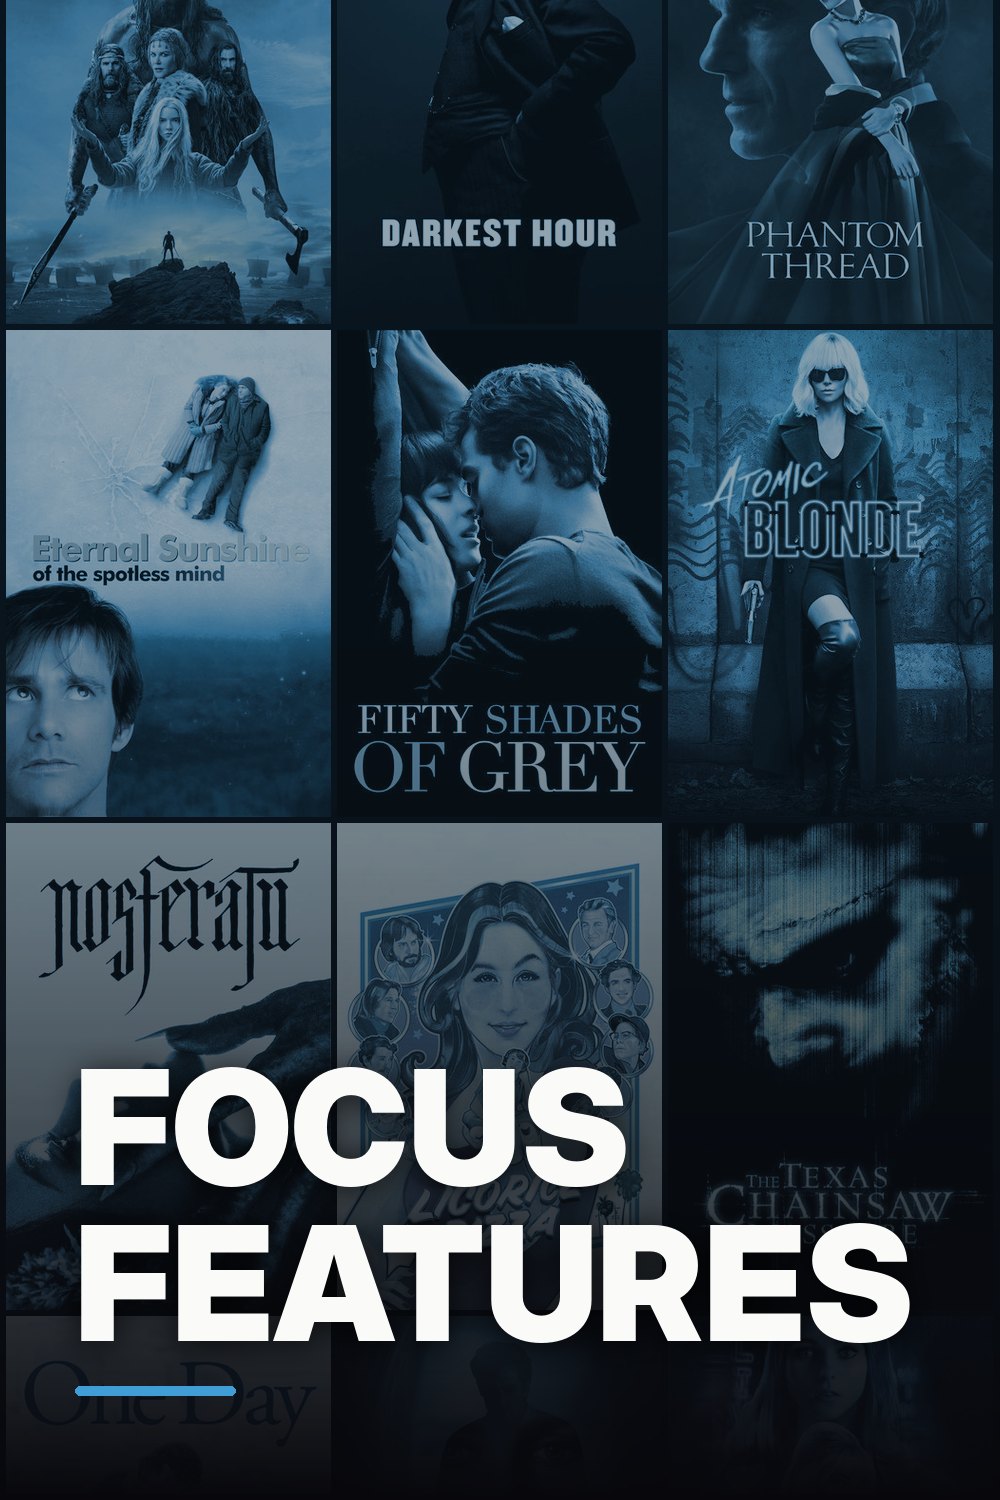 DARKEST HOUR
PHANTOM
THREAD
Eternal Sunshine
of the spotless mind
FIFTY SHADES
OF GREY
ATOMIC
BLONDE
nosferatu
LICORICE
THE TEXAS
CHAINSAW
FOCUS
FEATURES
One Day